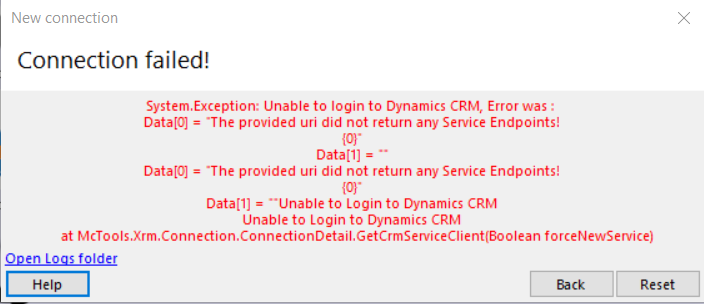 New connection
Connection failed!
System.Exception: Unable to login to Dynamics CRM, Error was :
Data[0] = "The provided uri did not return any Service Endpoints!
{0}"
Data[1] = ""
Data[0] = "The provided uri did not return any Service Endpoints!
{0}"
Data[1] = ""Unable to Login to Dynamics CRM
Unable to Login to Dynamics CRM
at McTools.Xrm.Connection.ConnectionDetail.GetCrmServiceClient(Boolean forceNewService)
Open Logs folder
Help Back Reset